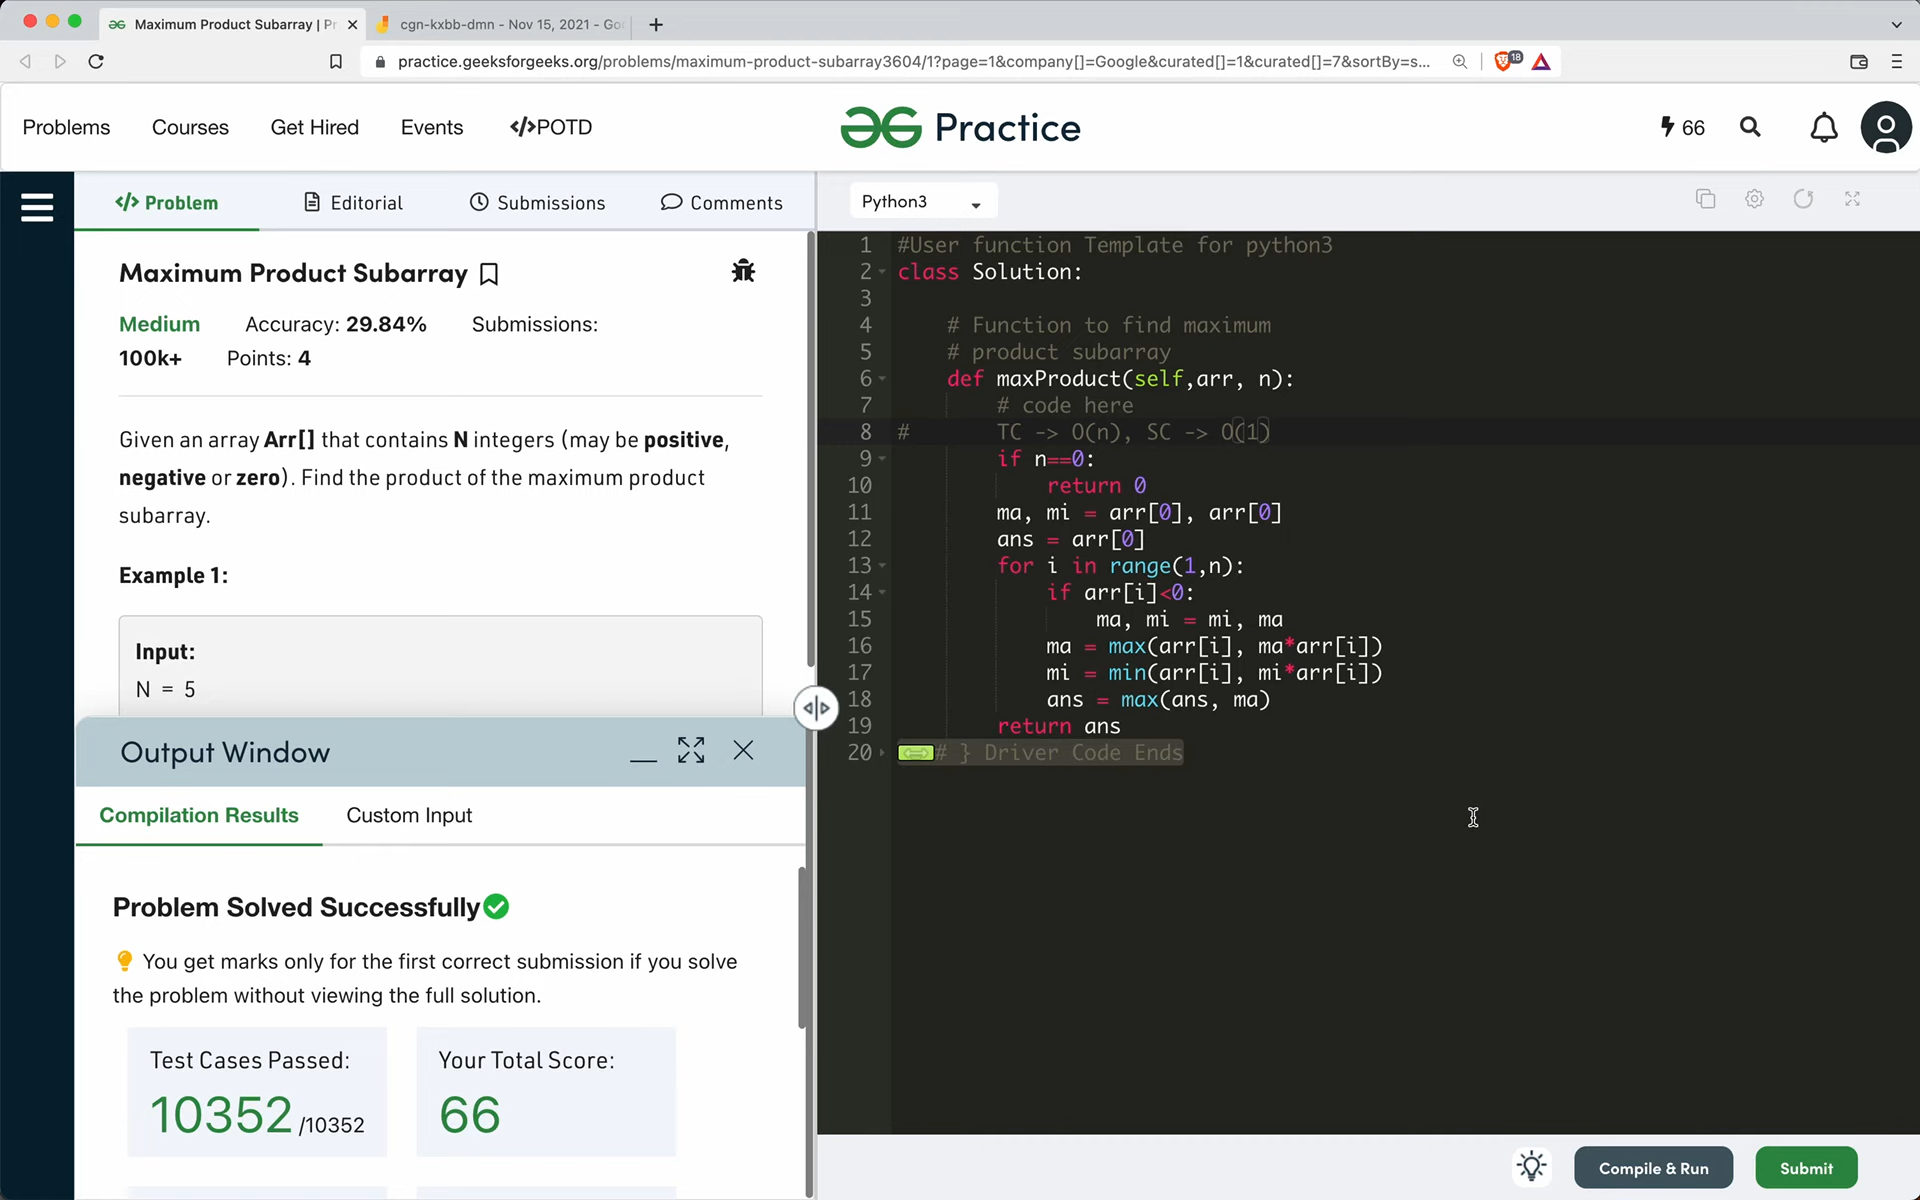 Maximum Product Subarray | Pr
cgn-kxbb-dmn - Nov 15, 2021 - Goo
practice.geeksforgeeks.org/problems/maximum-product-subarray3604/1?page=1&company[]=Google&curated[]=1&curated[]=7&sortBy=s...
18
Problems Courses Get Hired Events </>POTD
Practice
66
</> Problem Editorial Submissions Comments
Maximum Product Subarray
Medium Accuracy: 29.84% Submissions:
100k+ Points: 4
Given an array Arr[] that contains N integers (may be positive,
negative or zero). Find the product of the maximum product
subarray.
Example 1:
Input:
N = 5
Output Window
Compilation Results Custom Input
Problem Solved Successfully
You get marks only for the first correct submission if you solve
the problem without viewing the full solution.
Test Cases Passed:
10352 /10352
Your Total Score:
66
Python3
1 #User function Template for python3
2 class Solution:
3
4 # Function to find maximum
5 # product subarray
6 def maxProduct(self,arr, n):
7 # code here
8 # TC -> O(n), SC -> O(1)
9 if n==0:
10 return 0
11 ma, mi = arr[0], arr[0]
12 ans = arr[0]
13 for i in range(1,n):
14 if arr[i]<0:
15 ma, mi = mi, ma
16 ma = max(arr[i], ma*arr[i])
17 mi = min(arr[i], mi*arr[i])
18 ans = max(ans, ma)
19 return ans
20 # } Driver Code Ends
Compile & Run Submit